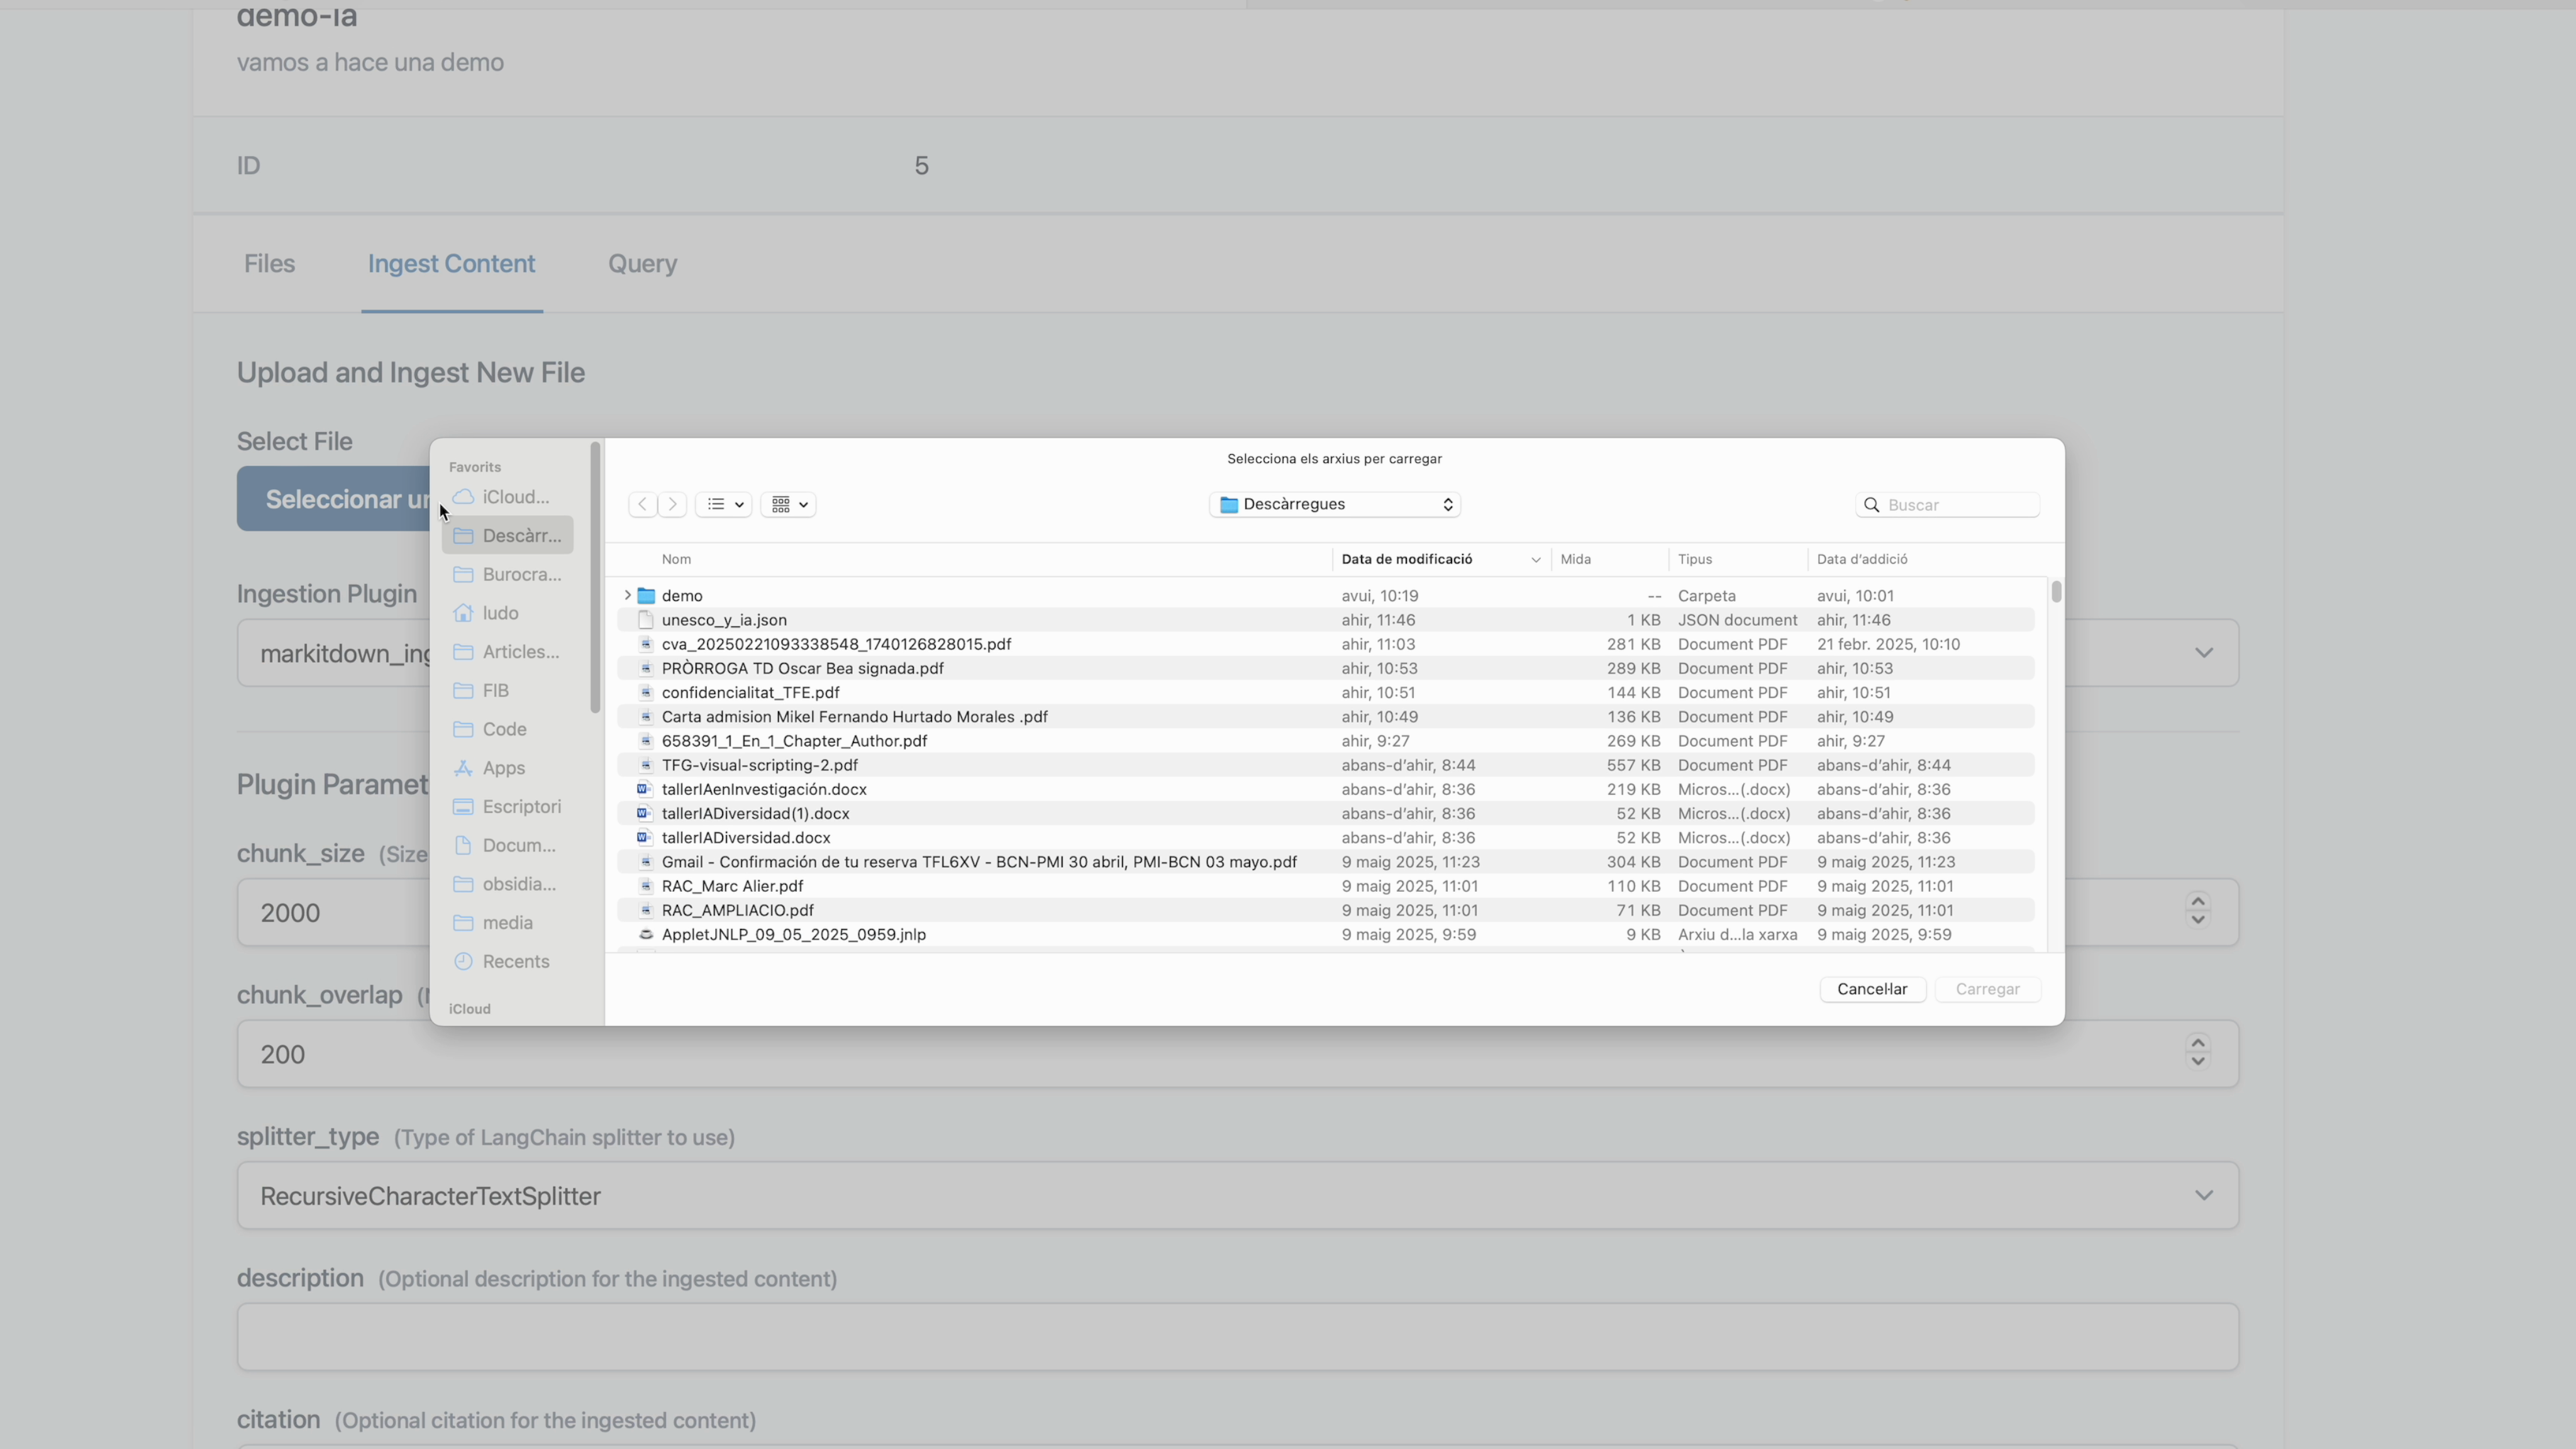 demo-ia
vamos a hace una demo
ID 5
Files Ingest Content Query
Upload and Ingest New File
Select File
Seleccionar
Ingestion Plugin
markitdown_ing
Plugin Paramet
chunk_size (Size
2000
chunk_overlap
200
splitter_type (Type of LangChain splitter to use)
RecursiveCharacterTextSplitter
description (Optional description for the ingested content)
citation (Optional citation for the ingested content)
Favorits
iCloud...
Descàrr...
Burocra...
ludo
Articles...
FIB
Code
Apps
Escriptori
Docum...
obsidia...
media
Recents
iCloud
Selecciona els arxius per carregar
Descàrregues
Buscar
Nom Data de modificació Mida Tipus Data d'addició
demo avui, 10:19 -- Carpeta avui, 10:01
unesco_y_ia.json ahir, 11:46 1 KB JSON document ahir, 11:46
cva_20250221093338548_1740126828015.pdf ahir, 11:03 281 KB Document PDF 21 febr. 2025, 10:10
PRÒRROGA TD Oscar Bea signada.pdf ahir, 10:53 289 KB Document PDF ahir, 10:53
confidencialitat_TFE.pdf ahir, 10:51 144 KB Document PDF ahir, 10:51
Carta admision Mikel Fernando Hurtado Morales .pdf ahir, 10:49 136 KB Document PDF ahir, 10:49
658391_1_En_1_Chapter_Author.pdf ahir, 9:27 269 KB Document PDF ahir, 9:27
TFG-visual-scripting-2.pdf abans-d'ahir, 8:44 557 KB Document PDF abans-d'ahir, 8:44
tallerIAenInvestigación.docx abans-d'ahir, 8:36 219 KB Micros...(.docx) abans-d'ahir, 8:36
tallerIADiversidad(1).docx abans-d'ahir, 8:36 52 KB Micros...(.docx) abans-d'ahir, 8:36
tallerIADiversidad.docx abans-d'ahir, 8:36 52 KB Micros...(.docx) abans-d'ahir, 8:36
Gmail - Confirmación de tu reserva TFL6XV - BCN-PMI 30 abril, PMI-BCN 03 mayo.pdf 9 maig 2025, 11:23 304 KB Document PDF 9 maig 2025, 11:23
RAC_Marc Alier.pdf 9 maig 2025, 11:01 110 KB Document PDF 9 maig 2025, 11:01
RAC_AMPLIACIO.pdf 9 maig 2025, 11:01 71 KB Document PDF 9 maig 2025, 11:01
AppletJNLP_09_05_2025_0959.jnlp 9 maig 2025, 9:59 9 KB Arxiu d...la xarxa 9 maig 2025, 9:59
Cancel·lar Carregar